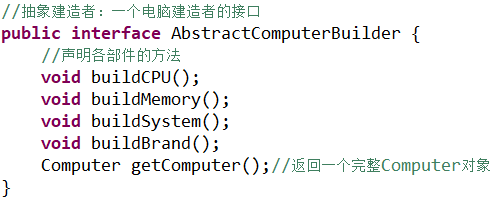 //抽象建造者：一个电脑建造者的接口
public interface AbstractComputerBuilder {
    //声明各部件的方法
    void buildCPU();
    void buildMemory();
    void buildSystem();
    void buildBrand();
    Computer getComputer();//返回一个完整Computer对象
}